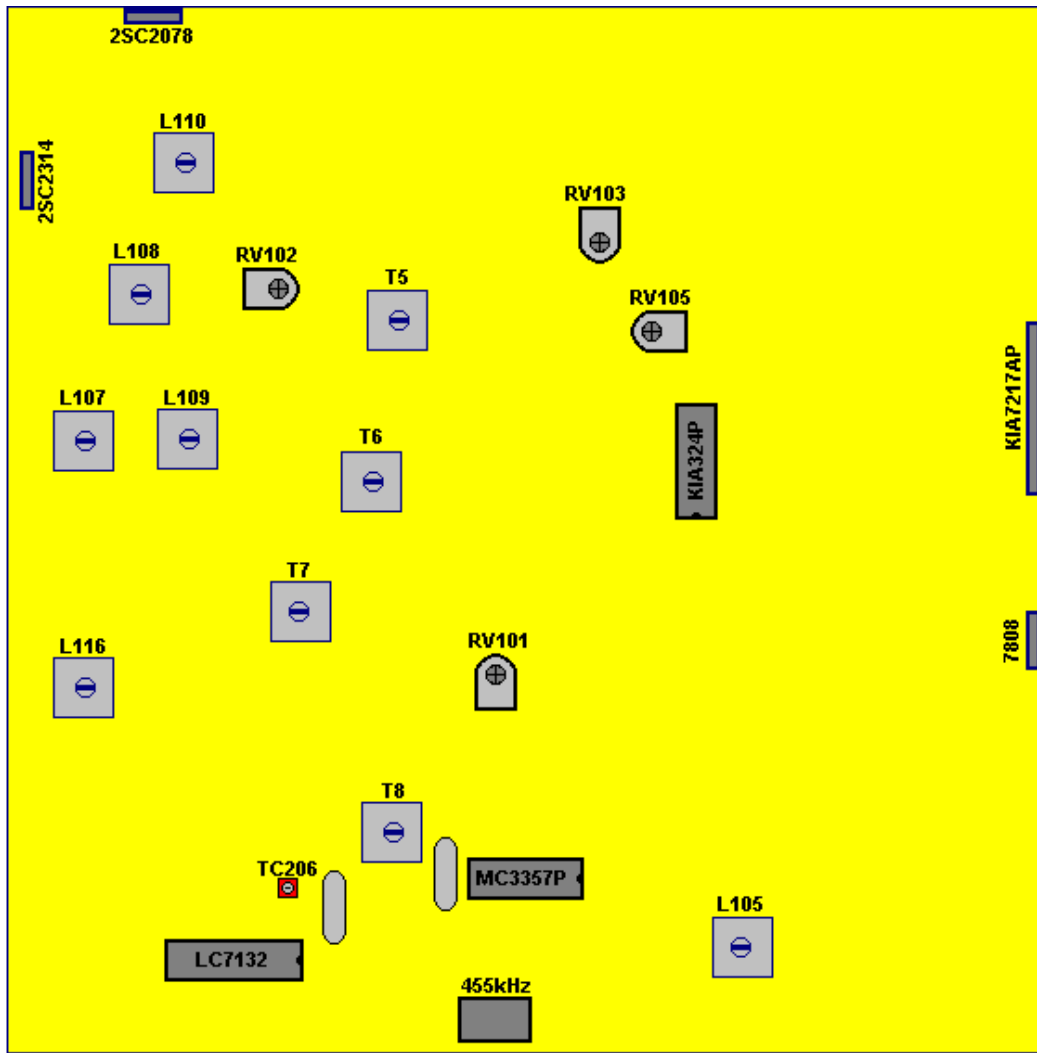 2SC2078
L110
2SC2314
RV103
L108
RV102
T5
RV105
KIA7217AP
L107
L109
T6
KIA324P
T7
L116
RV101
7808
T8
TC206
MC3357P
L105
LC7132
455kHz